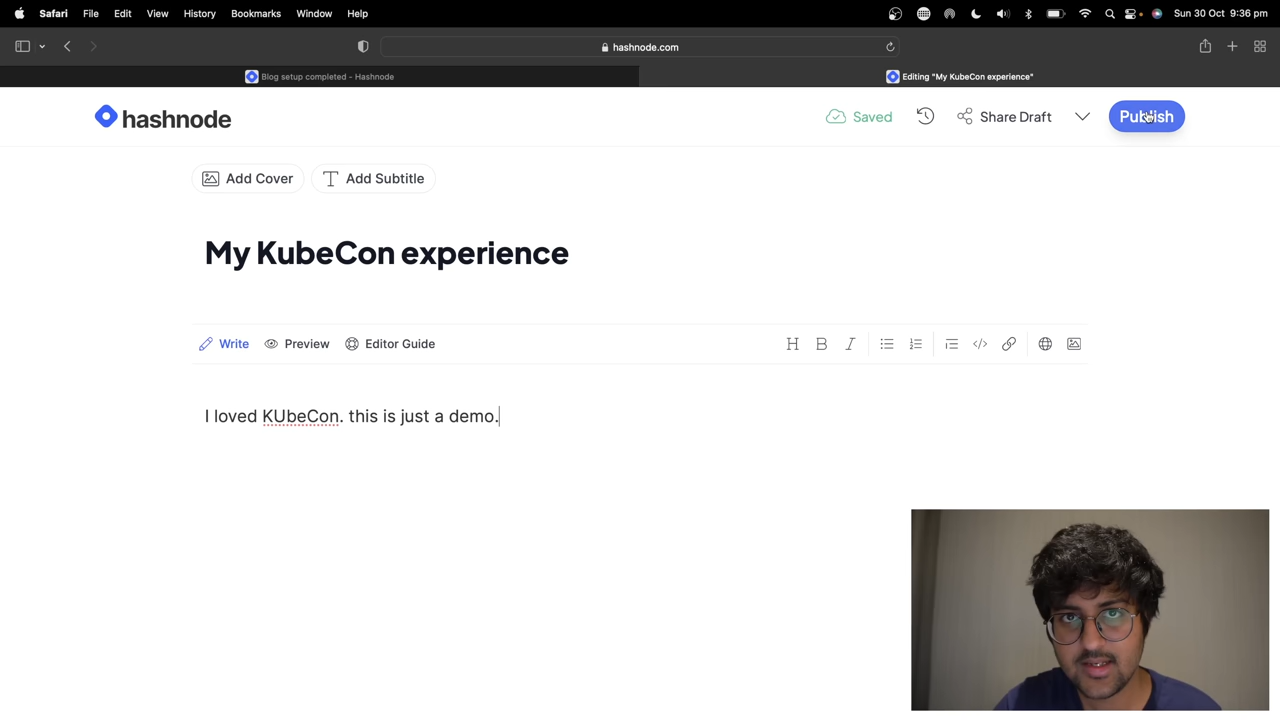 Safari File Edit View History Bookmarks Window Help Sun 30 Oct 9:36 pm
hashnode.com
Blog setup completed - Hashnode Editing "My KubeCon experience"
hashnode Saved Share Draft Publish
Add Cover Add Subtitle
My KubeCon experience
Write Preview Editor Guide H B I
I loved KUbeCon. this is just a demo.